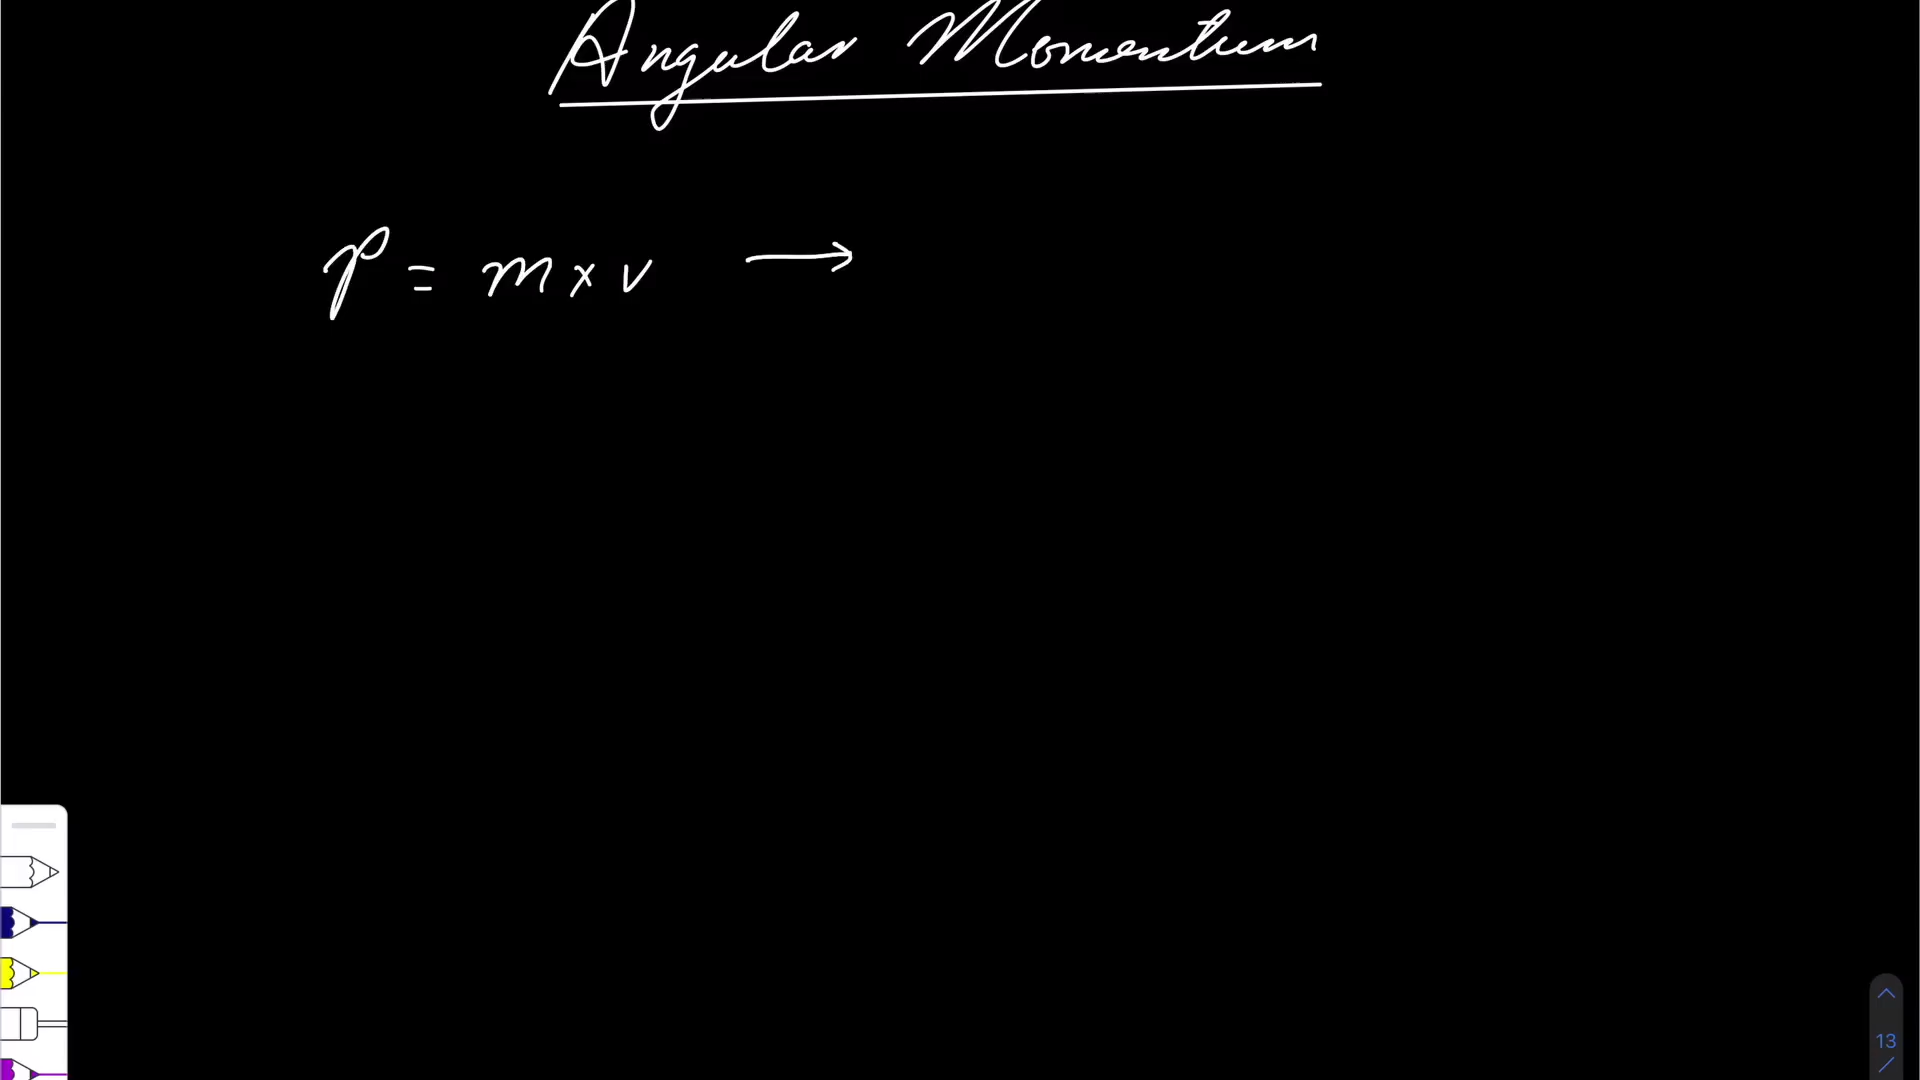 Angular Momentum
p = m x v →
13